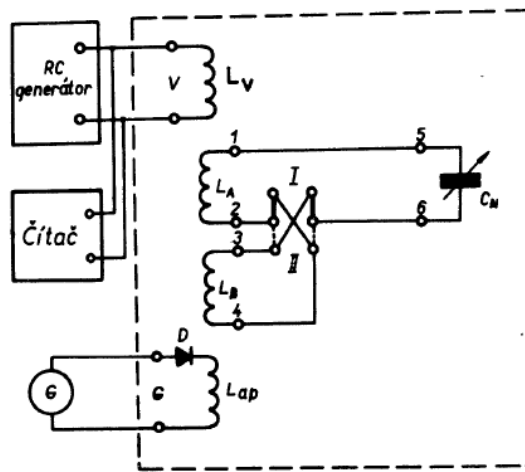 RC
generátor
V
L_V
Čítač
1
L_A
2
3
L_B
4
I
II
5
6
C_N
D
G
G
L_ap